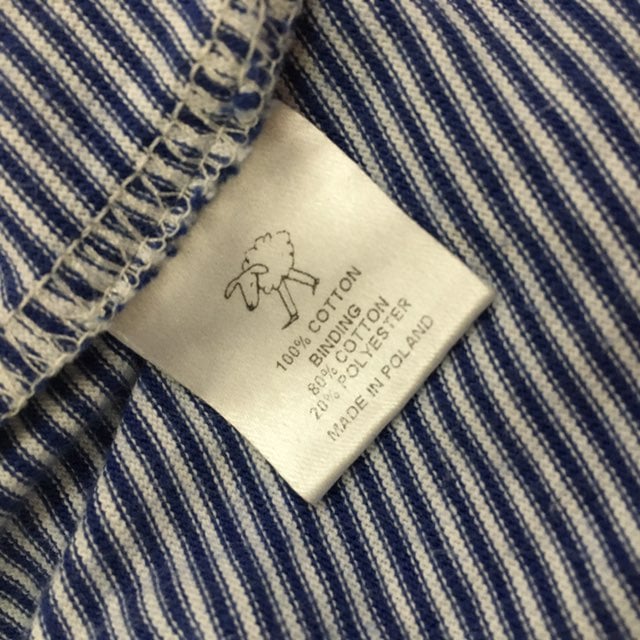 100% COTTON
BINDING
80% COTTON
20% POLYESTER
MADE IN POLAND